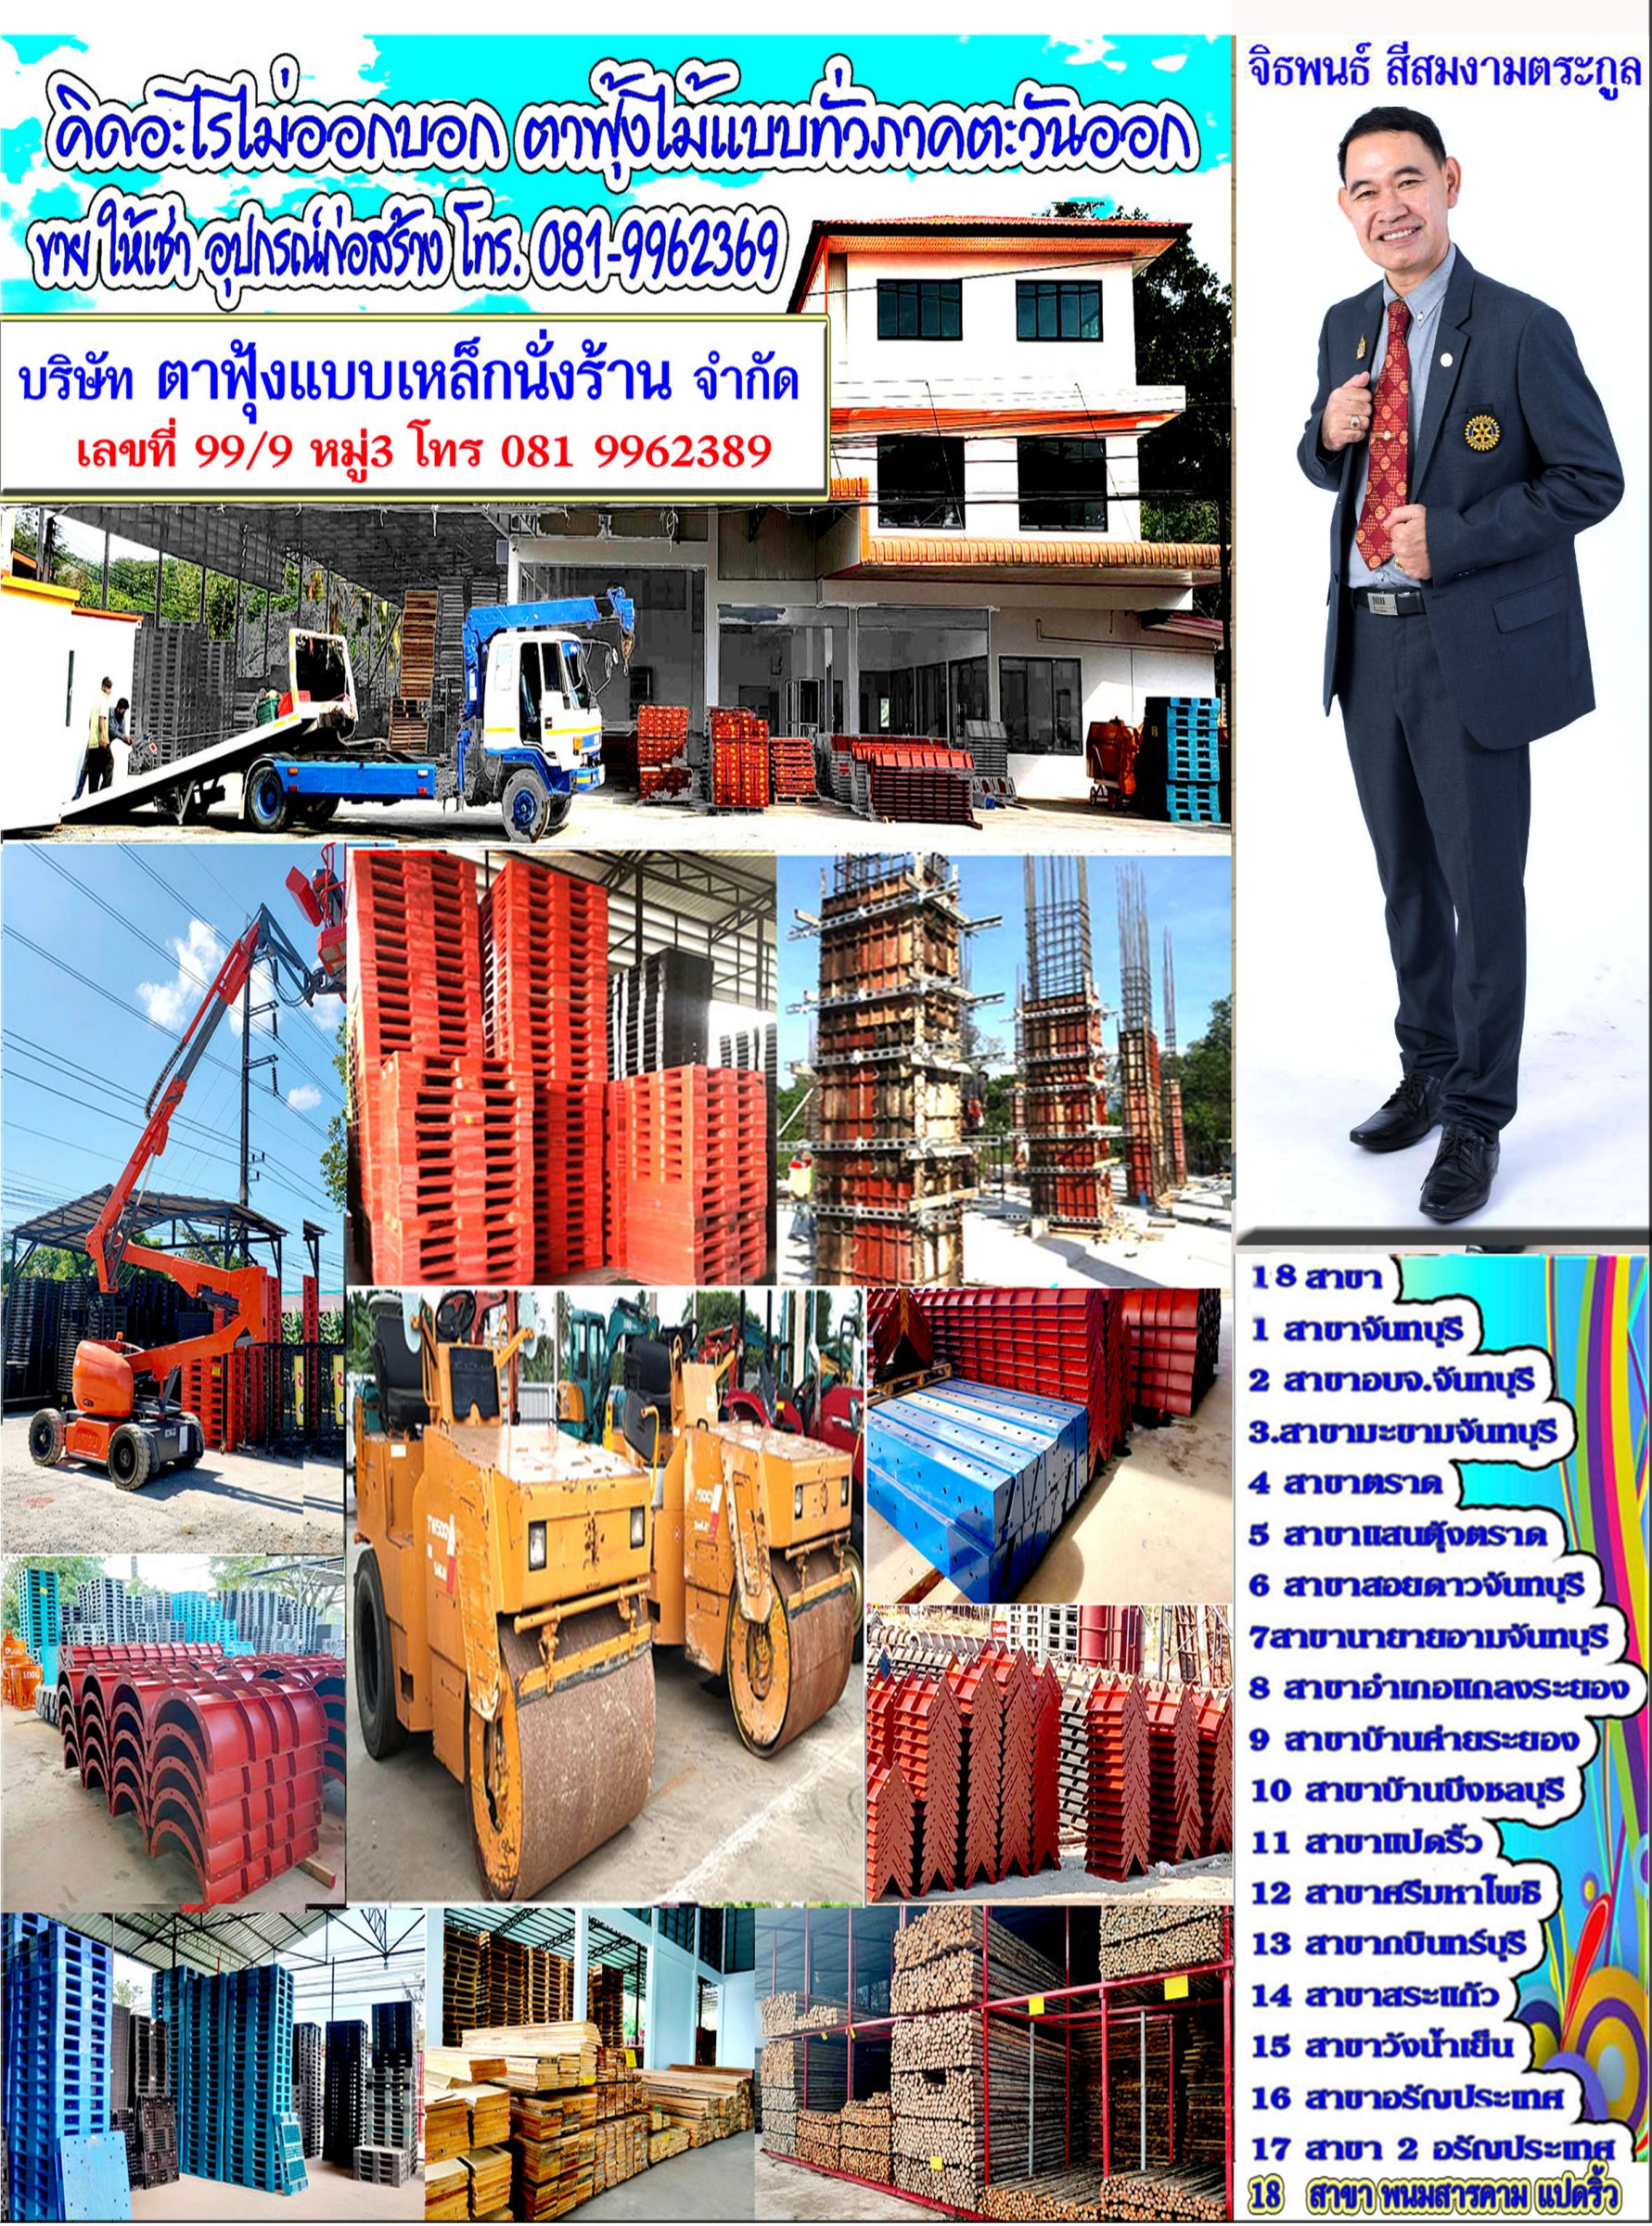 คิดอะไรไม่ออกบอก ตาฟุ้งไม้แบบทั่วภาคตะวันออก
ขาย ให้เช่า อุปกรณ์ก่อสร้าง โทร. 081-9962369
บริษัท ตาฟุ้งแบบเหล็กนั่งร้าน จำกัด
เลขที่ 99/9 หมู่3 โทร 081 9962389
จิธพนธ์ สีสมงามตระกูล
18 สาขา
1 สาขาจันทบุรี
2 สาขาอบจ.จันทบุรี
3.สาขามะขามจันทบุรี
4 สาขาตราด
5 สาขาแสนตุ้งตราด
6 สาขาสอยดาวจันทบุรี
7สาขานายายอามจันทบุรี
8 สาขาอำเภอแกลงระยอง
9 สาขาบ้านค่ายระยอง
10 สาขาบ้านบึงชลบุรี
11 สาขาแปดริ้ว
12 สาขาศรีมหาโพธิ
13 สาขากบินทร์บุรี
14 สาขาสระแก้ว
15 สาขาวังน้ำเย็น
16 สาขาอรัญประเทศ
17 สาขา 2 อรัญประเทศ
18 สาขา พนมสารคาม แปดริ้ว